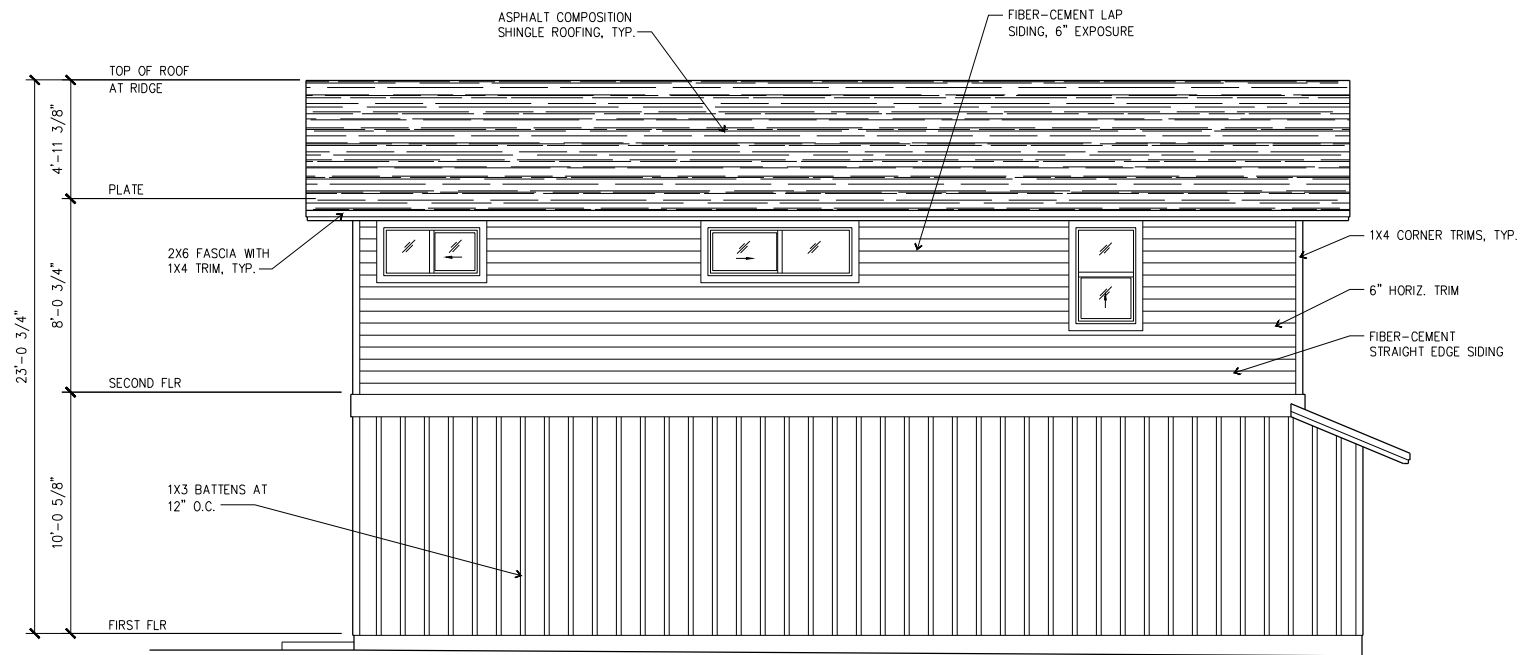 ASPHALT COMPOSITION
SHINGLE ROOFING, TYP.
FIBER-CEMENT LAP
SIDING, 6" EXPOSURE
TOP OF ROOF
AT RIDGE
4'-11 3/8"
PLATE
2X6 FASCIA WITH
1X4 TRIM, TYP.
1X4 CORNER TRIMS, TYP.
6" HORIZ. TRIM
FIBER-CEMENT
STRAIGHT EDGE SIDING
8'-0 3/4"
23'-0 3/4"
SECOND FLR
1X3 BATTENS AT
12" O.C.
10'-0 5/8"
FIRST FLR